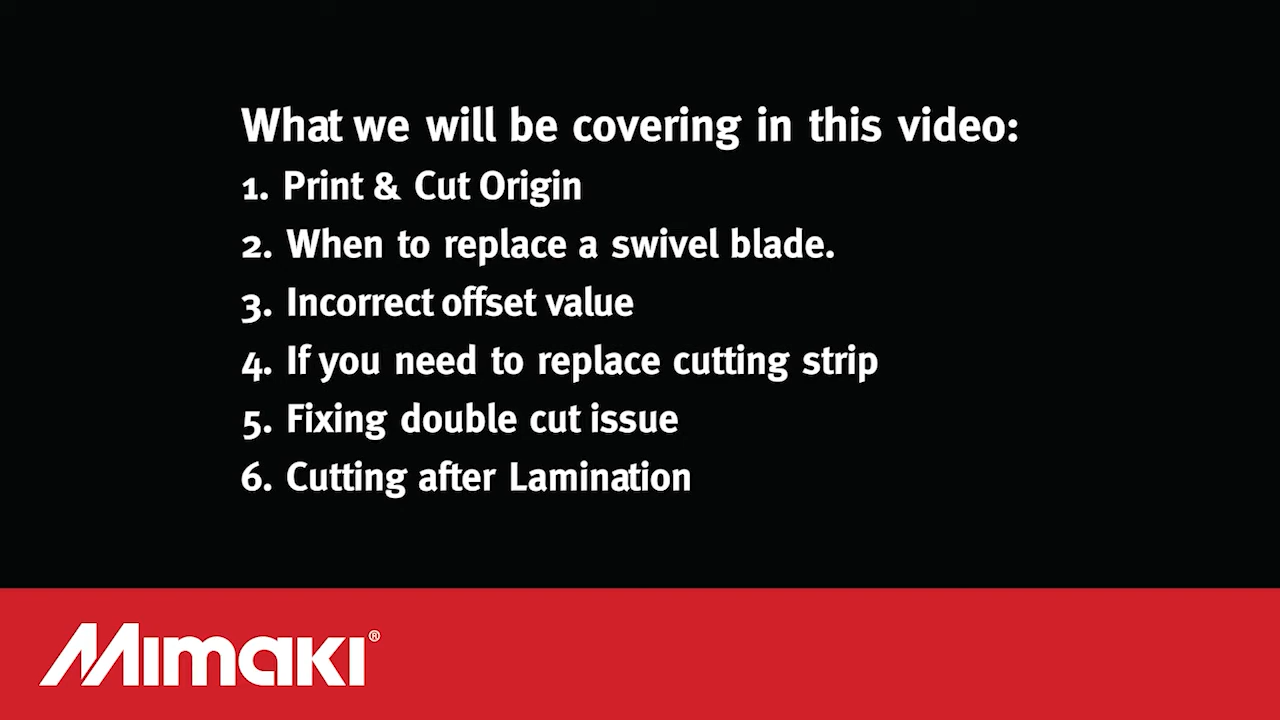 What we will be covering in this video:
1. Print & Cut Origin
2. When to replace a swivel blade.
3. Incorrect offset value
4. If you need to replace cutting strip
5. Fixing double cut issue
6. Cutting after Lamination
Mimaki®